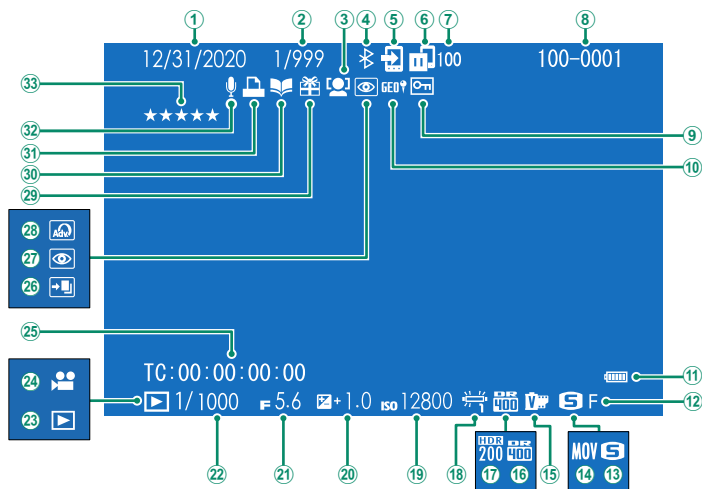 1 2 3 4 5 6 7 8
12/31/2020 1/999 100 100-0001
33
★★★★★ GEO
32 9
31 10
30
29
28 Adv.
27
26
25
TC:00:00:00:00
11
24
23
1/1000 F5.6 +1.0 ISO 12800 1 DR 400 V S F 12
22 21 20 19 18 HDR 200 DR 400 15 MOV S
17 16 14 13